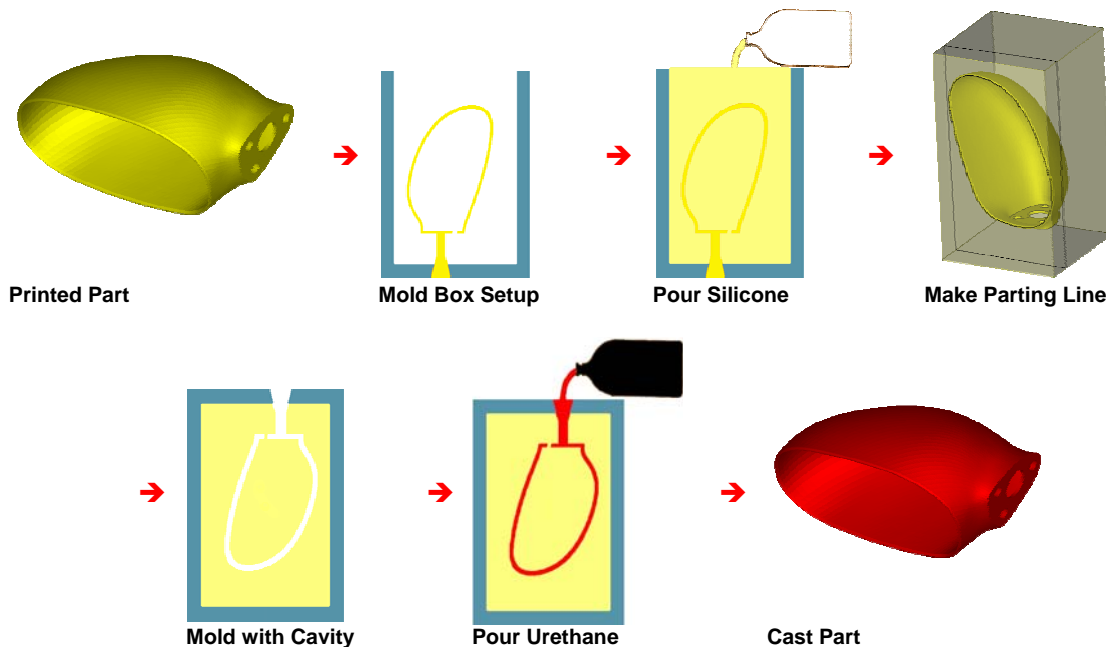 Printed Part
Mold Box Setup
Pour Silicone
Make Parting Line
Mold with Cavity
Pour Urethane
Cast Part